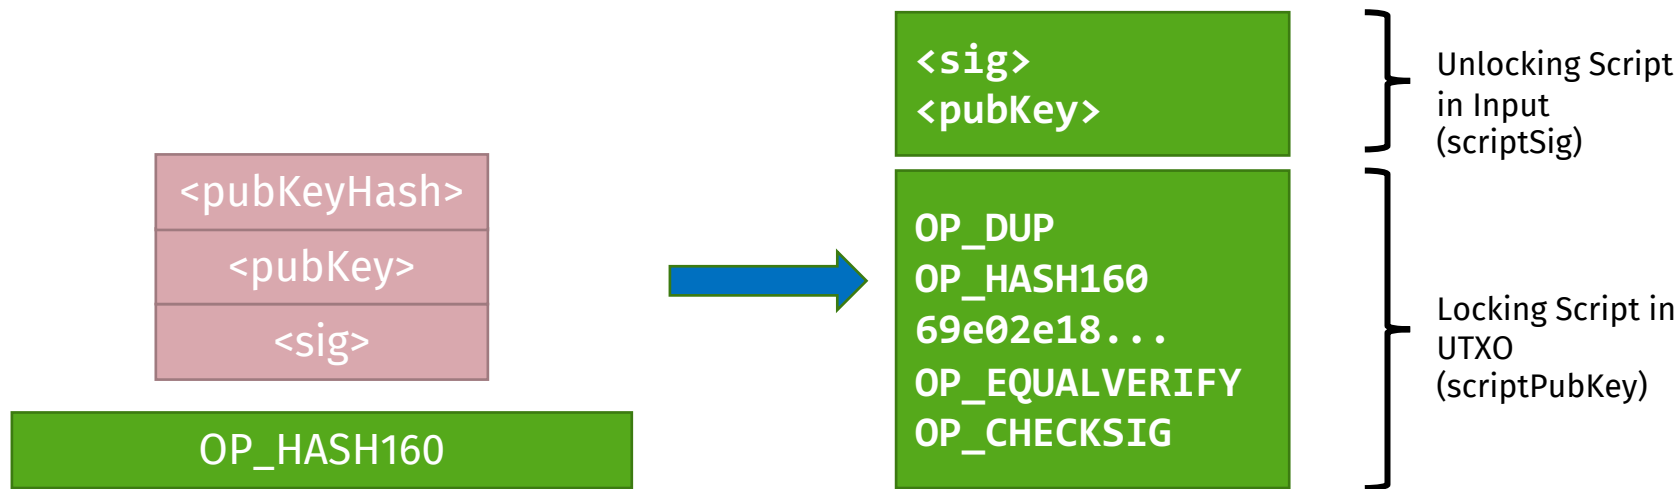 <pubKeyHash>
<pubKey>
<sig>
OP_HASH160
<sig>
<pubKey>
OP_DUP
OP_HASH160
69e02e18...
OP_EQUALVERIFY
OP_CHECKSIG
Unlocking Script
in Input
(scriptSig)
Locking Script in
UTXO
(scriptPubKey)